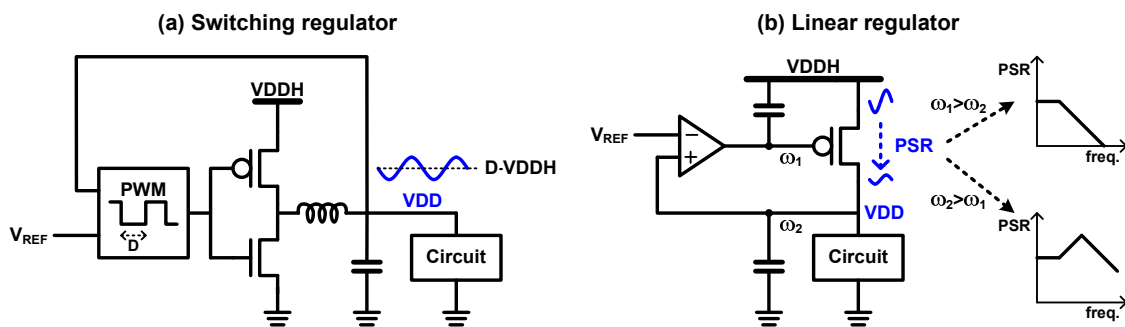 (a) Switching regulator
VDDH
PWM
D
VREF
D·VDDH
VDD
Circuit
(b) Linear regulator
VDDH
VREF
−
+
ω1
PSR
VDD
ω2
Circuit
ω1>ω2
ω2>ω1
PSR
freq.
PSR
freq.